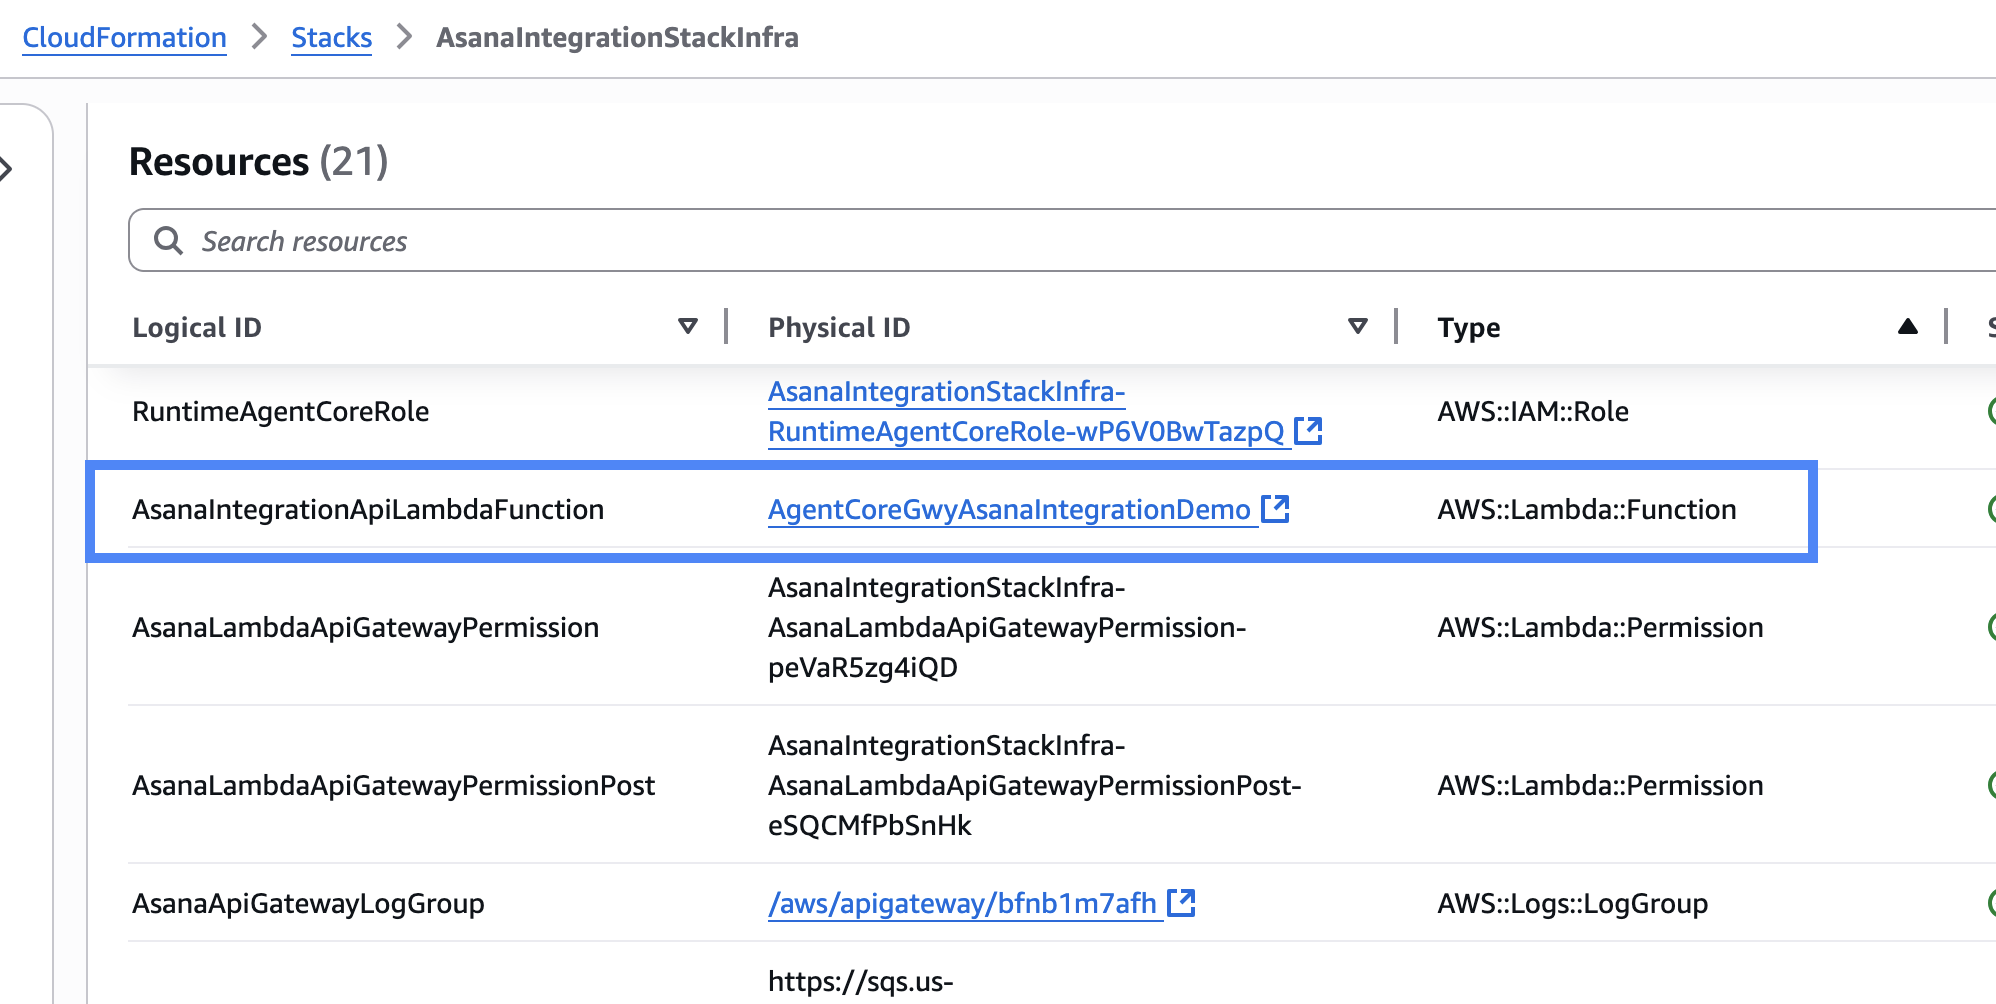 CloudFormation > Stacks > AsanaIntegrationStackInfra
Resources (21)
Search resources
Logical ID Physical ID Type
RuntimeAgentCoreRole AsanaIntegrationStackInfra- AWS::IAM::Role
RuntimeAgentCoreRole-wP6V0BwTazpQ
AsanaIntegrationApiLambdaFunction AgentCoreGwyAsanaIntegrationDemo AWS::Lambda::Function
AsanaIntegrationStackInfra-
AsanaLambdaApiGatewayPermission AsanaLambdaApiGatewayPermission- AWS::Lambda::Permission
peVaR5zg4iQD
AsanaIntegrationStackInfra-
AsanaLambdaApiGatewayPermissionPost AsanaLambdaApiGatewayPermissionPost- AWS::Lambda::Permission
eSQCMfPbSnHk
AsanaApiGatewayLogGroup /aws/apigateway/bfnb1m7afh AWS::Logs::LogGroup
https://sqs.us-